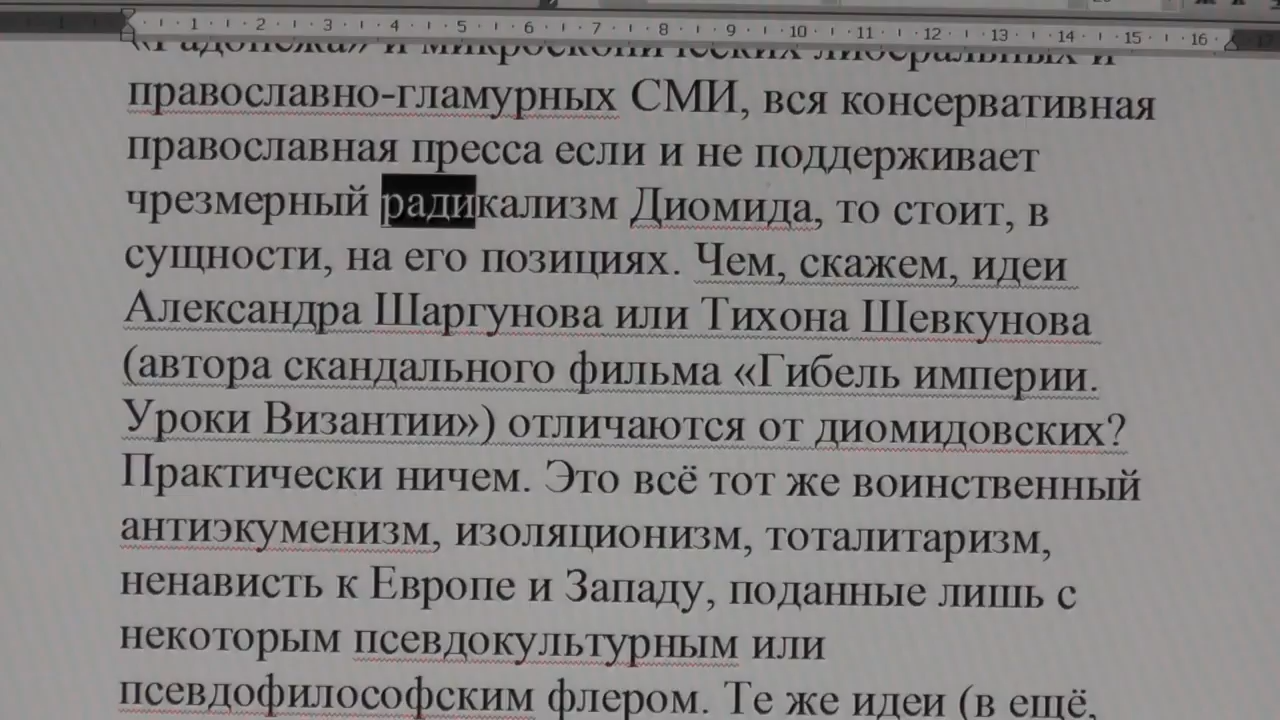 «Радонежа» и микроскопических либеральных и
православно-гламурных СМИ, вся консервативная
православная пресса если и не поддерживает
чрезмерный радикализм Диомида, то стоит, в
сущности, на его позициях. Чем, скажем, идеи
Александра Шаргунова или Тихона Шевкунова
(автора скандального фильма «Гибель империи.
Уроки Византии») отличаются от диомидовских?
Практически ничем. Это всё тот же воинственный
антиэкуменизм, изоляционизм, тоталитаризм,
ненависть к Европе и Западу, поданные лишь с
некоторым псевдокультурным или
псевдофилософским флером. Те же идеи (в ещё,